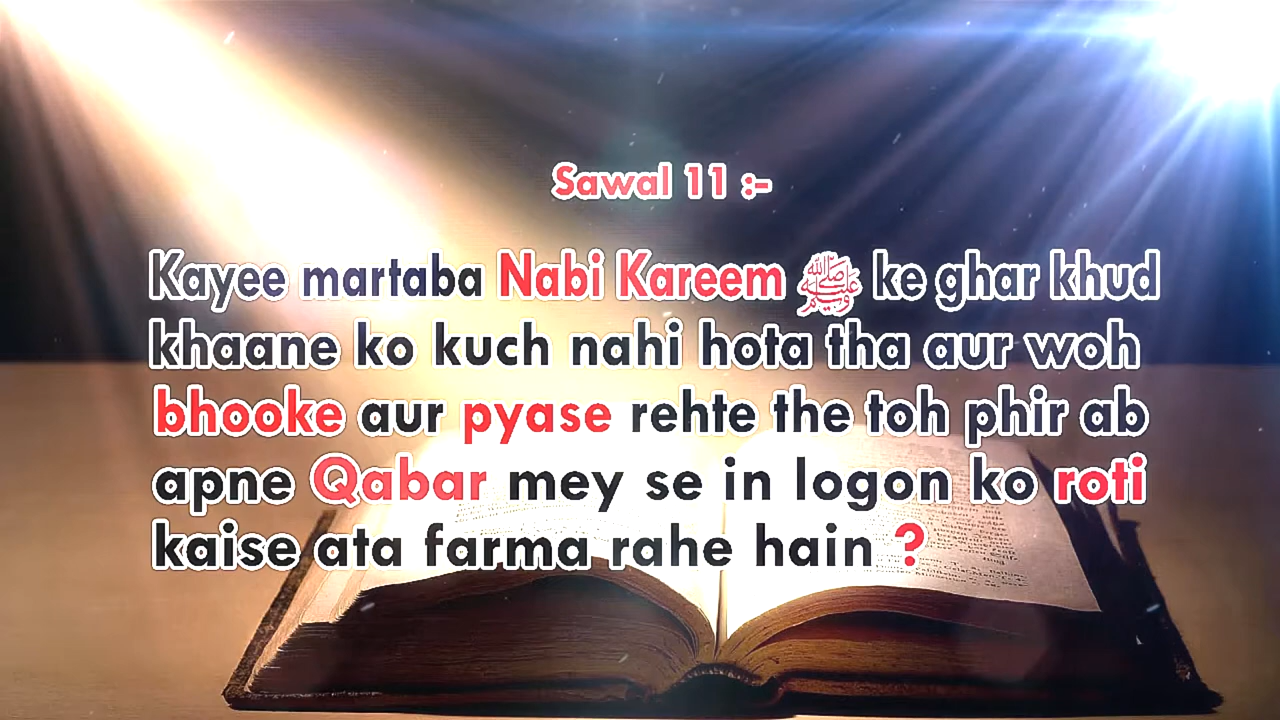 Sawal 11 :-
Kayee martaba Nabi Kareem ﷺ ke ghar khud
khaane ko kuch nahi hota tha aur woh
bhooke aur pyase rehte the toh phir ab
apne Qabar mey se in logon ko roti
kaise ata farma rahe hain ?